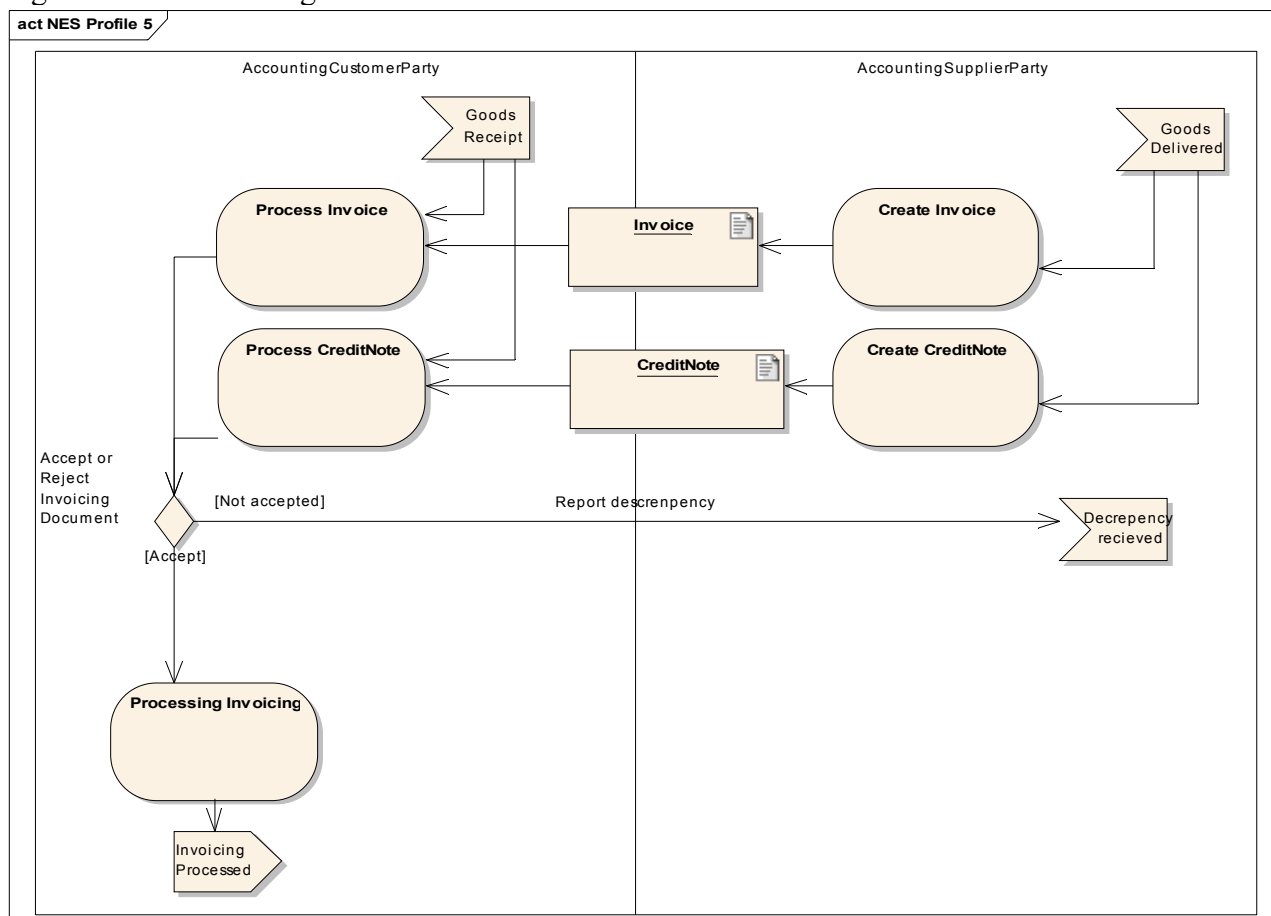 act NES Profile 5
AccountingCustomerParty
AccountingSupplierParty
Goods
Receipt
Goods
Delivered
Process Invoice
Invoice
Create Invoice
Process CreditNote
CreditNote
Create CreditNote
Accept or
Reject
Invoicing
Document
[Not accepted]
Report descrenpency
Decrepency
recieved
[Accept]
Processing Invoicing
Invoicing
Processed